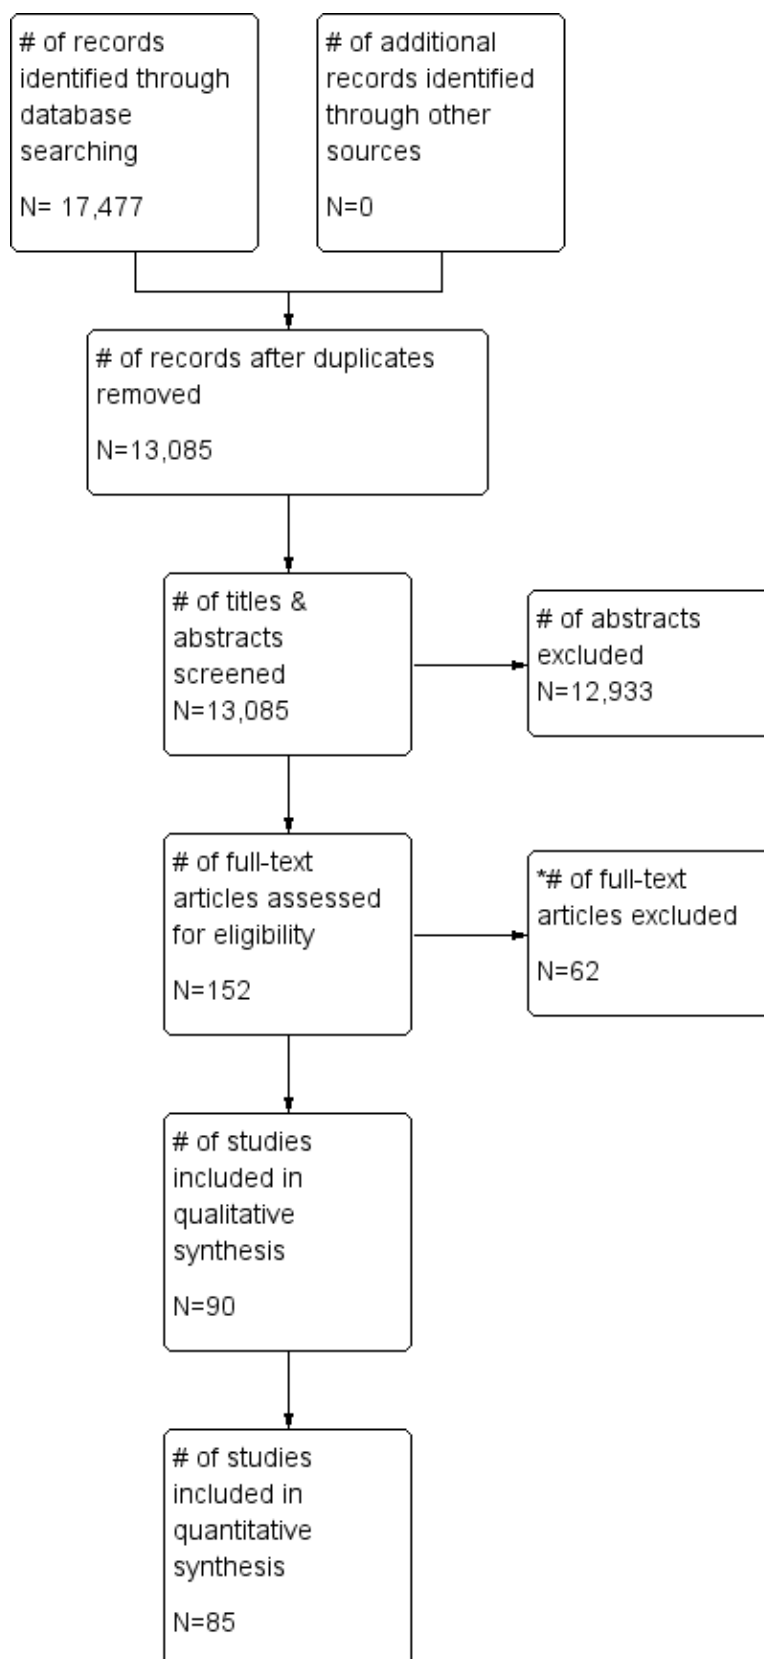 # of records
identified through
database
searching
N= 17,477
# of additional
records identified
through other
sources
N=0
# of records after duplicates
removed
N=13,085
# of titles &
abstracts
screened
N=13,085
# of abstracts
excluded
N=12,933
# of full-text
articles assessed
for eligibility
N=152
*# of full-text
articles excluded
N=62
# of studies
included in
qualitative
synthesis
N=90
# of studies
included in
quantitative
synthesis
N=85